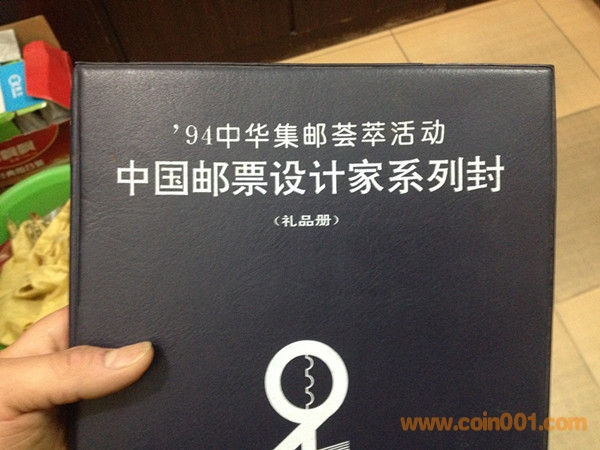 '94中华集邮荟萃活动
中国邮票设计家系列封
(礼品册)
www.coin001.com